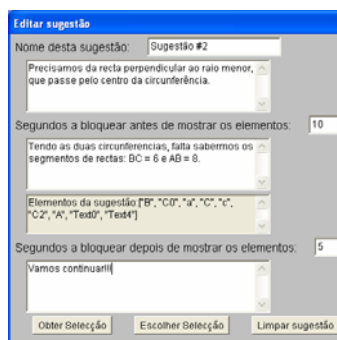 Editar sugestão
Nome desta sugestão: Sugestão #2
Precisamos da recta perpendicular ao raio menor,
que passe pelo centro da circunferência.
Segundos a bloquear antes de mostrar os elementos: 10
Tendo as duas circunferencias, falta sabermos os
segmentos de rectas: BC = 6 e AB = 8.
Elementos da sugestão:["B", "C0", "a", "C", "c",
"C2", "A", "Text0", "Text4"]
Segundos a bloquear depois de mostrar os elementos: 5
Vamos continuar!!!
Obter Selecção Escolher Selecção Limpar sugestão